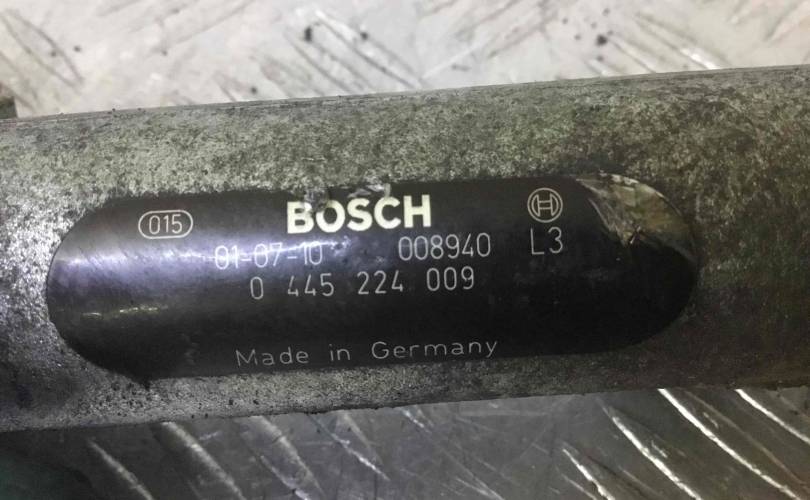 015 BOSCH
01-07-10 008940 L3
0 445 224 009
Made in Germany